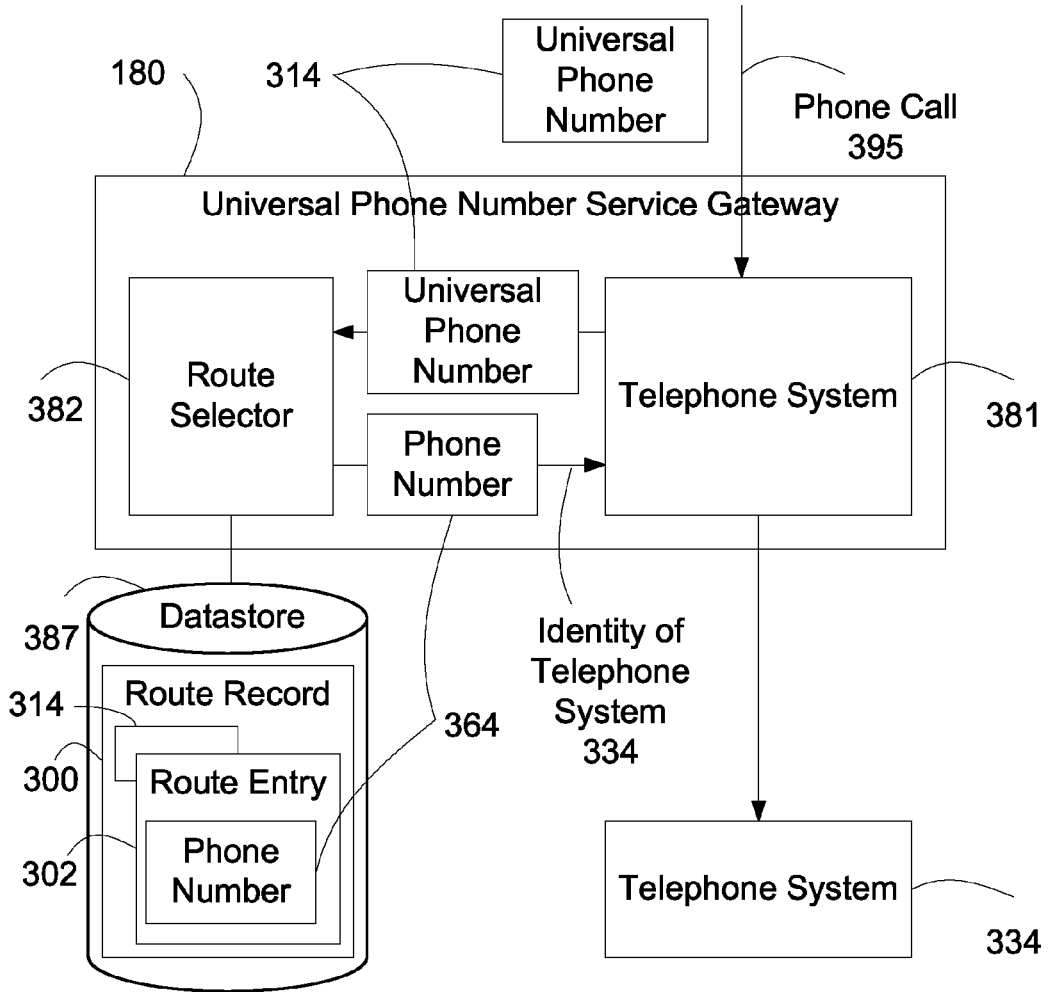 Universal
Phone
Number
314
180
Phone Call
395
Universal Phone Number Service Gateway
Universal
Phone
Number
Route
Selector
382
Telephone System
381
Phone
Number
Datastore
387
Identity of
Telephone
System
334
Route Record
314
364
300
Route Entry
302
Phone
Number
Telephone System
334